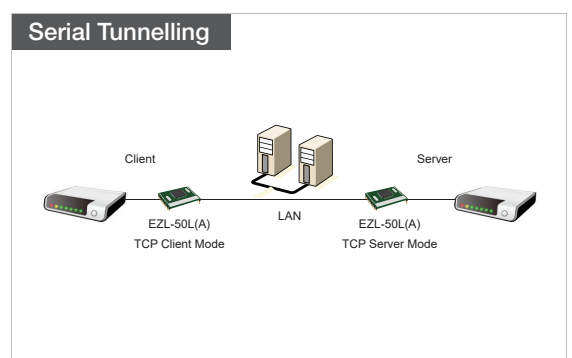 Serial Tunnelling
Client
Server
LAN
EZL-50L(A)
TCP Client Mode
EZL-50L(A)
TCP Server Mode